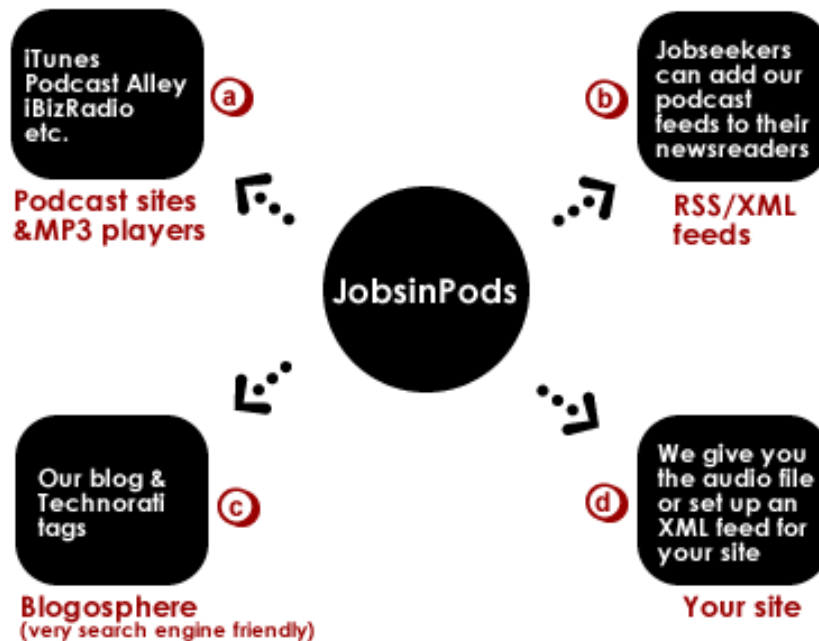 iTunes
Podcast Alley
iBizRadio
etc.
a
Podcast sites
&MP3 players
b
Jobseekers
can add our
podcast
feeds to their
newsreaders
RSS/XML
feeds
JobsinPods
Our blog &
Technorati
tags
c
Blogosphere
(very search engine friendly)
d
We give you
the audio file
or set up an
XML feed for
your site
Your site